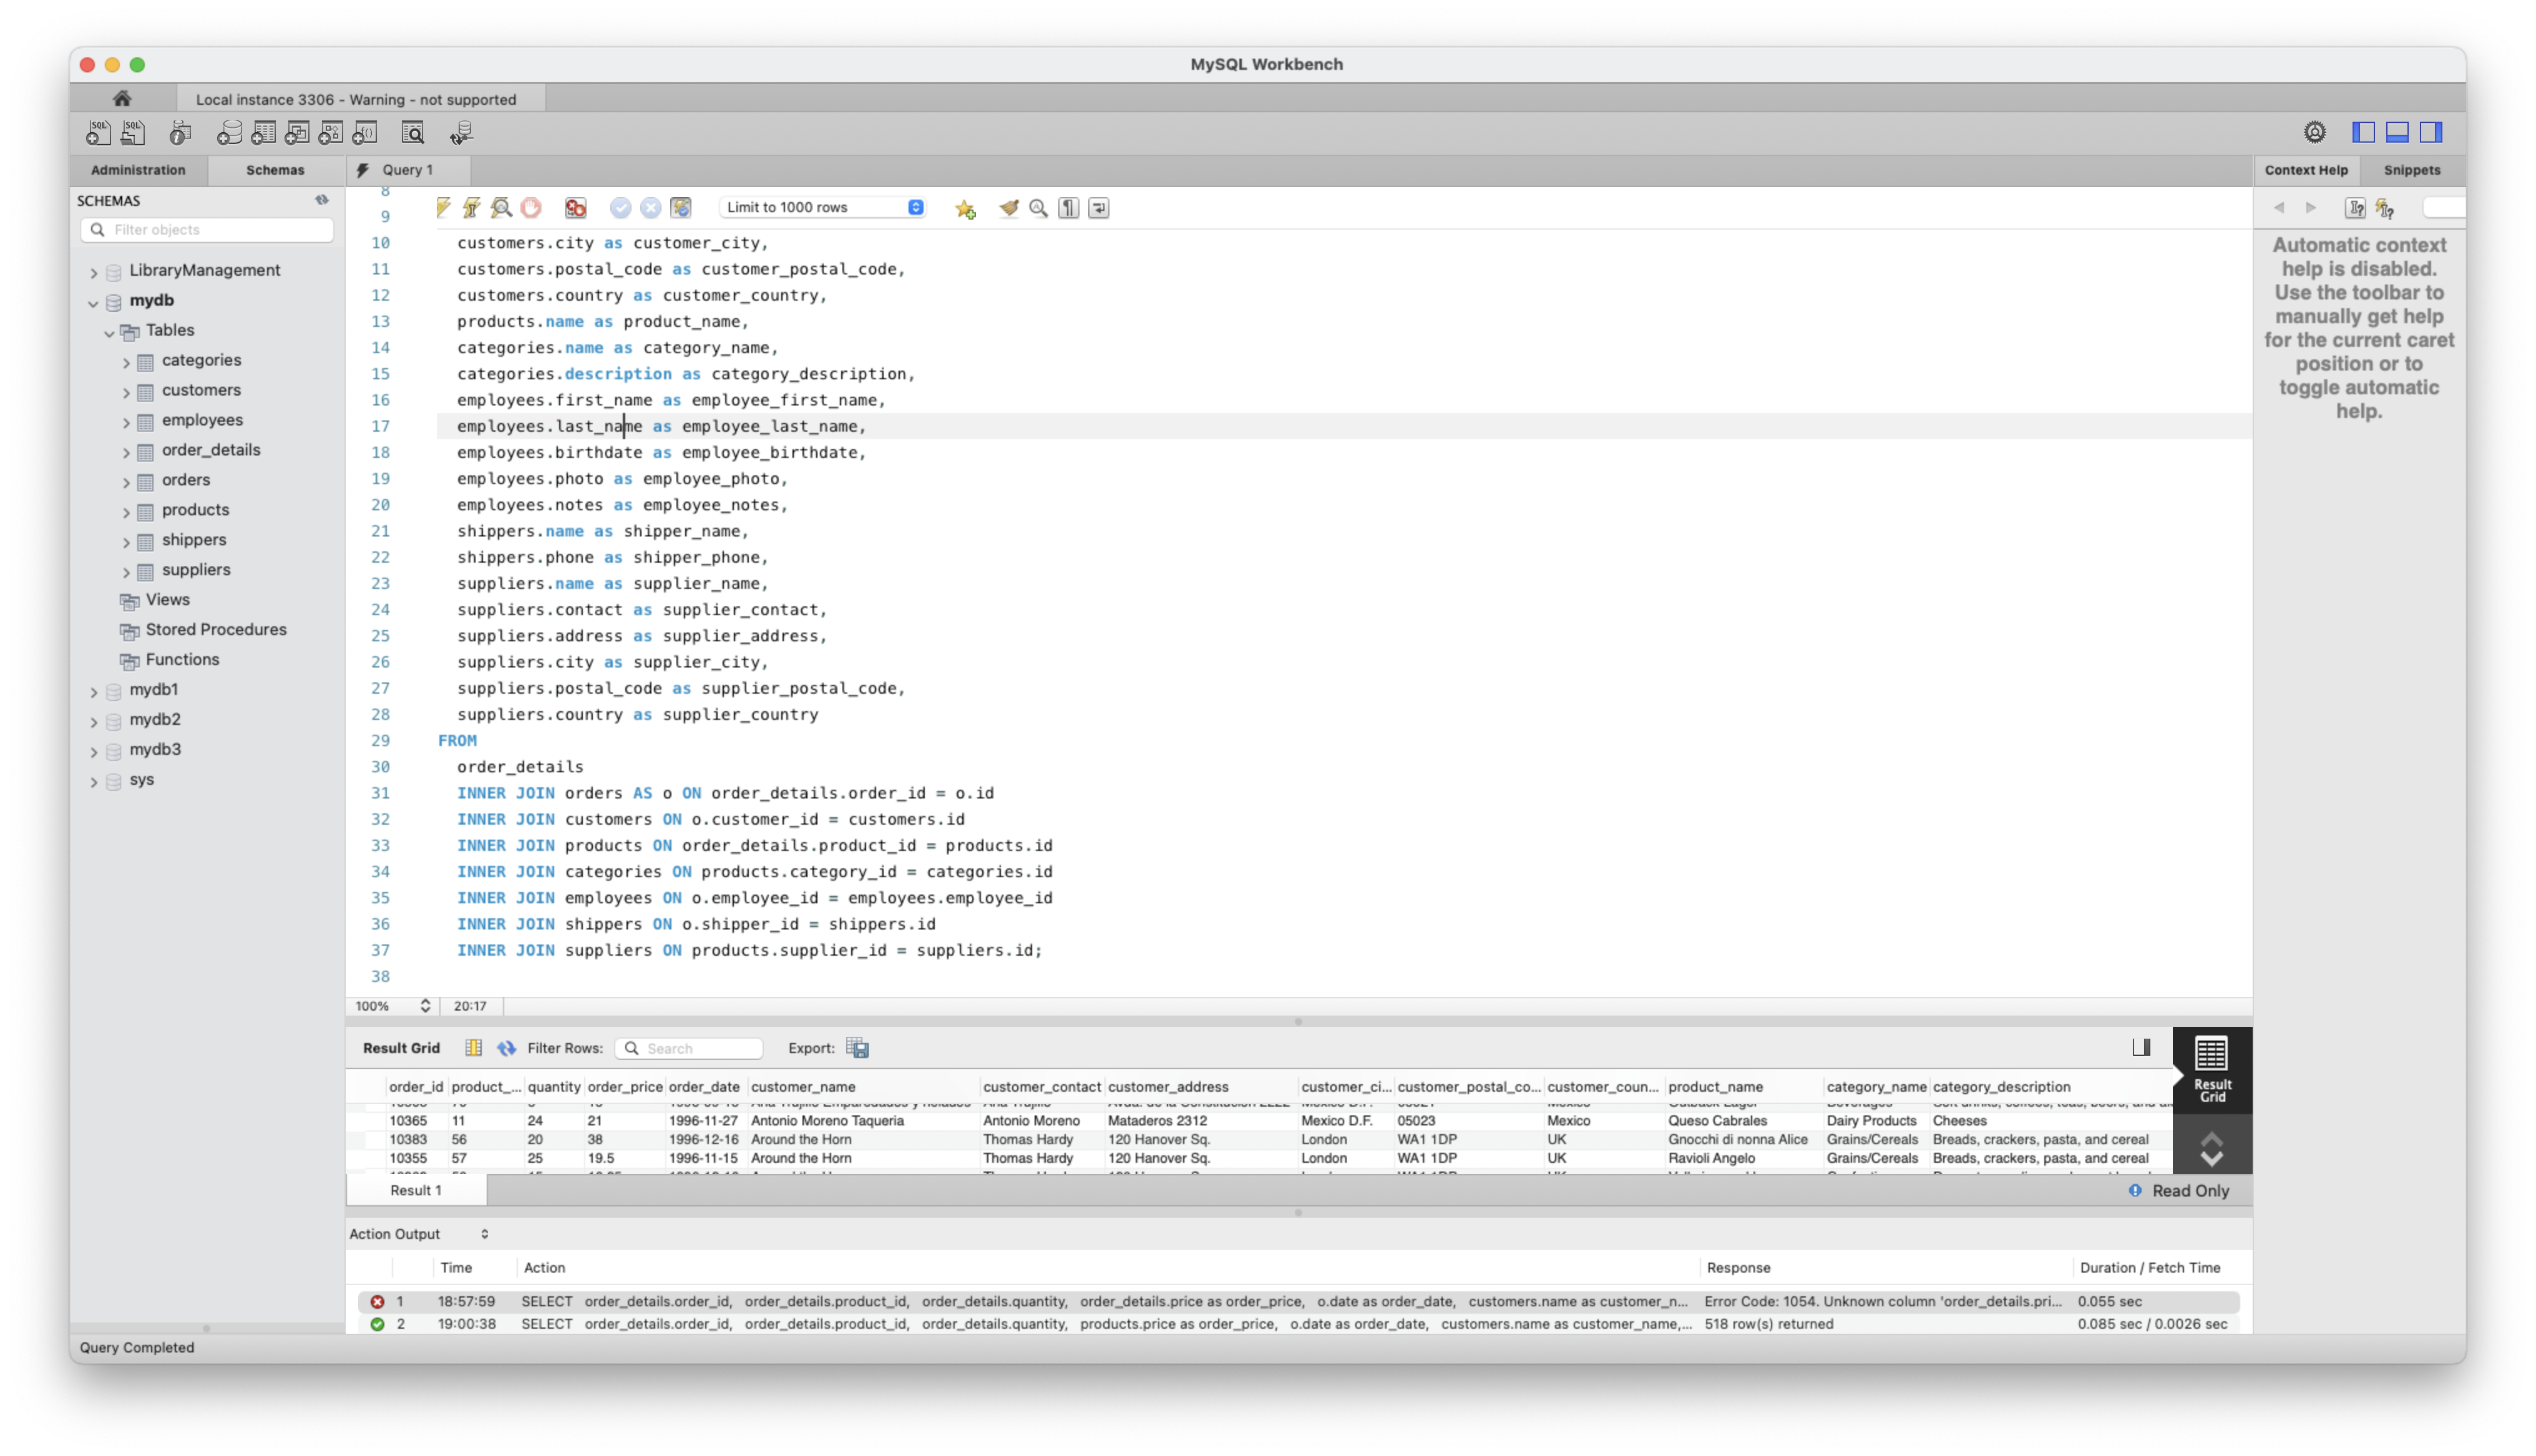 MySQL Workbench
Local instance 3306 - Warning - not supported
Administration
Schemas
Query 1
Context Help
Snippets
SCHEMAS
Filter objects
LibraryManagement
mydb
Tables
categories
customers
employees
order_details
orders
products
shippers
suppliers
Views
Stored Procedures
Functions
mydb1
mydb2
mydb3
sys
Limit to 1000 rows
8
9
10 customers.city as customer_city,
11 customers.postal_code as customer_postal_code,
12 customers.country as customer_country,
13 products.name as product_name,
14 categories.name as category_name,
15 categories.description as category_description,
16 employees.first_name as employee_first_name,
17 employees.last_name as employee_last_name,
18 employees.birthdate as employee_birthdate,
19 employees.photo as employee_photo,
20 employees.notes as employee_notes,
21 shippers.name as shipper_name,
22 shippers.phone as shipper_phone,
23 suppliers.name as supplier_name,
24 suppliers.contact as supplier_contact,
25 suppliers.address as supplier_address,
26 suppliers.city as supplier_city,
27 suppliers.postal_code as supplier_postal_code,
28 suppliers.country as supplier_country
29 FROM
30 order_details
31 INNER JOIN orders AS o ON order_details.order_id = o.id
32 INNER JOIN customers ON o.customer_id = customers.id
33 INNER JOIN products ON order_details.product_id = products.id
34 INNER JOIN categories ON products.category_id = categories.id
35 INNER JOIN employees ON o.employee_id = employees.employee_id
36 INNER JOIN shippers ON o.shipper_id = shippers.id
37 INNER JOIN suppliers ON products.supplier_id = suppliers.id;
38
100% 20:17
Automatic context
help is disabled.
Use the toolbar to
manually get help
for the current caret
position or to
toggle automatic
help.
Result Grid Filter Rows: Search Export:
order_id product_... quantity order_price order_date customer_name customer_contact customer_address customer_ci... customer_postal_co... customer_coun... product_name category_name category_description
10365 11 24 21 1996-11-27 Antonio Moreno Taqueria Antonio Moreno Mataderos 2312 Mexico D.F. 05023 Mexico Queso Cabrales Dairy Products Cheeses
10383 56 20 38 1996-12-16 Around the Horn Thomas Hardy 120 Hanover Sq. London WA1 1DP UK Gnocchi di nonna Alice Grains/Cereals Breads, crackers, pasta, and cereal
10355 57 25 19.5 1996-11-15 Around the Horn Thomas Hardy 120 Hanover Sq. London WA1 1DP UK Ravioli Angelo Grains/Cereals Breads, crackers, pasta, and cereal
Result
Grid
Result 1
Read Only
Action Output
Time Action Response Duration / Fetch Time
1 18:57:59 SELECT order_details.order_id, order_details.product_id, order_details.quantity, order_details.price as order_price, o.date as order_date, customers.name as customer_n... Error Code: 1054. Unknown column 'order_details.pri... 0.055 sec
2 19:00:38 SELECT order_details.order_id, order_details.product_id, order_details.quantity, products.price as order_price, o.date as order_date, customers.name as customer_name,... 518 row(s) returned 0.085 sec / 0.0026 sec
Query Completed